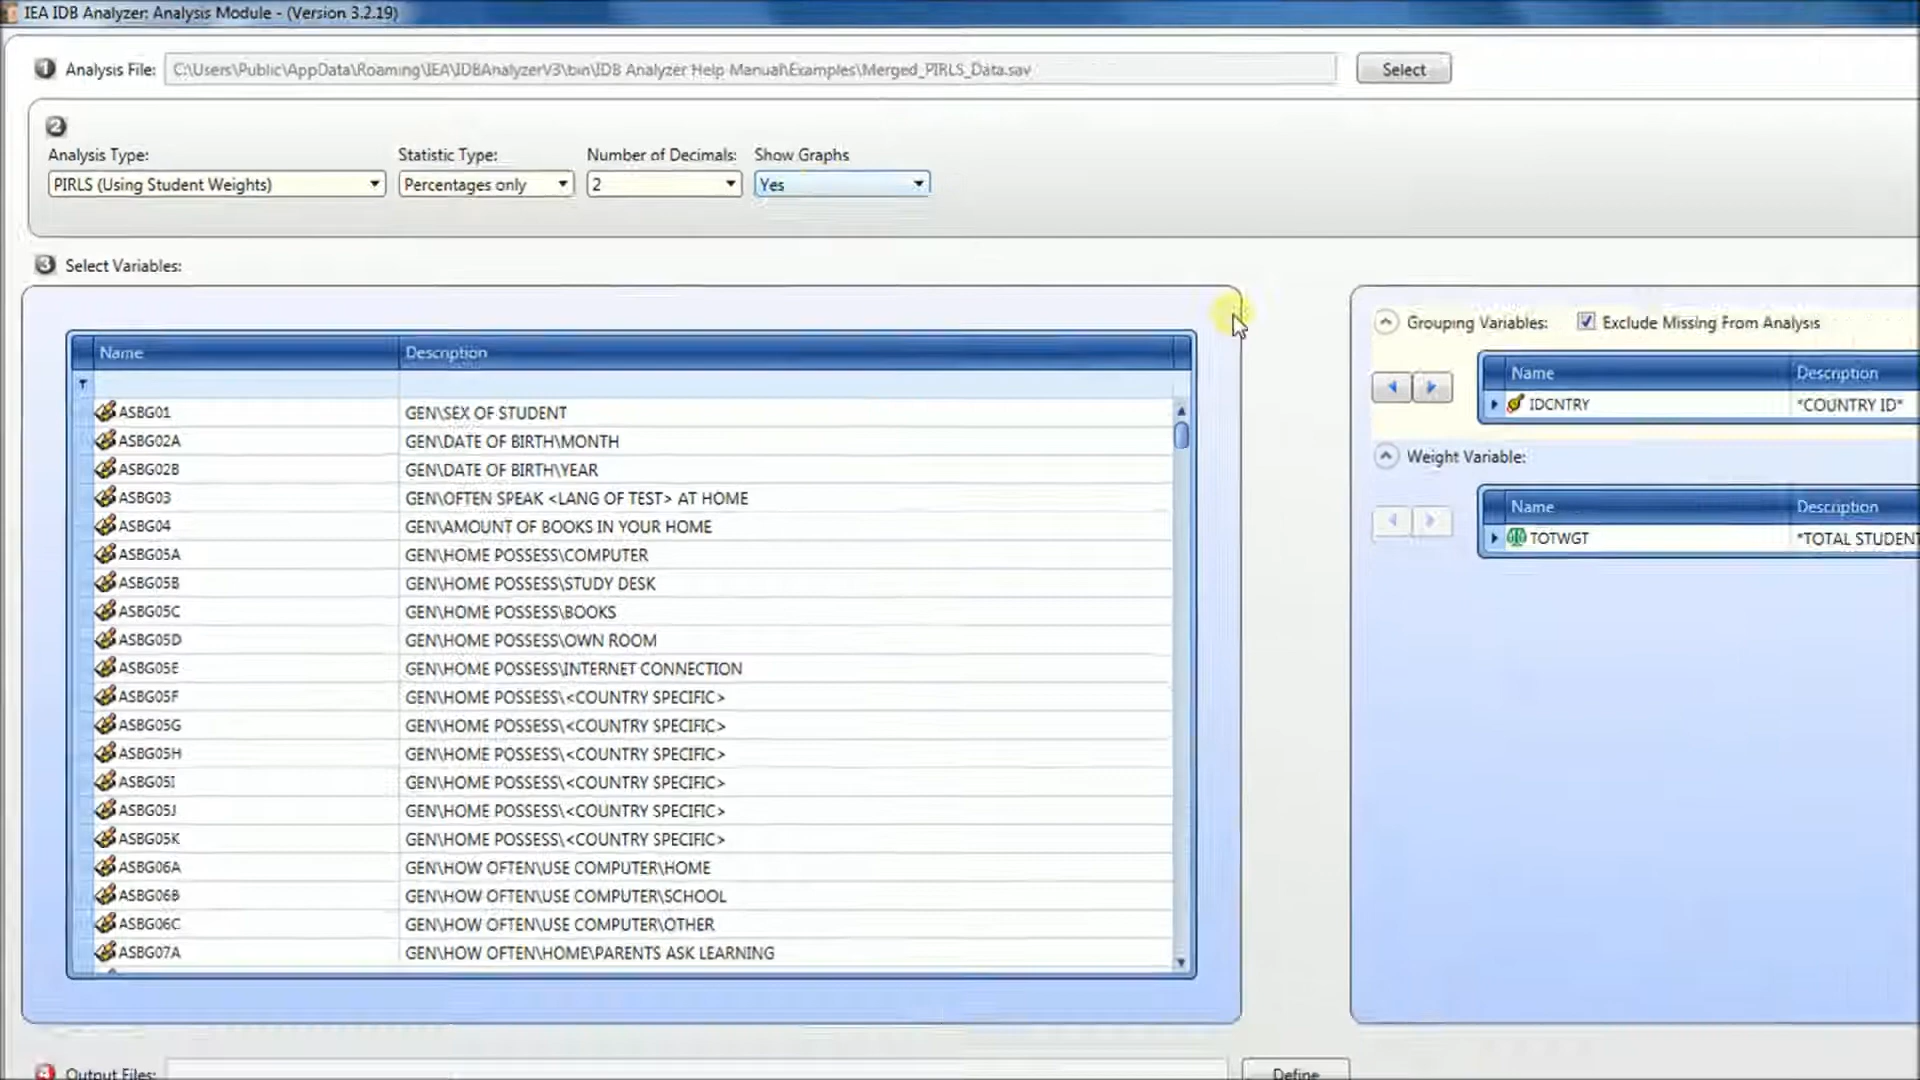 IEA IDB Analyzer: Analysis Module - (Version 3.2.19)
1 Analysis File: C:\Users\Public\AppData\Roaming\IEA\IDBAnalyzerV3\bin\IDB Analyzer Help Manual\Examples\Merged_PIRLS_Data.sav Select
2
Analysis Type: Statistic Type: Number of Decimals: Show Graphs
PIRLS (Using Student Weights) Percentages only 2 Yes
3 Select Variables:
Name Description
ASBG01 GEN\SEX OF STUDENT
ASBG02A GEN\DATE OF BIRTH\MONTH
ASBG02B GEN\DATE OF BIRTH\YEAR
ASBG03 GEN\OFTEN SPEAK <LANG OF TEST> AT HOME
ASBG04 GEN\AMOUNT OF BOOKS IN YOUR HOME
ASBG05A GEN\HOME POSSESS\COMPUTER
ASBG05B GEN\HOME POSSESS\STUDY DESK
ASBG05C GEN\HOME POSSESS\BOOKS
ASBG05D GEN\HOME POSSESS\OWN ROOM
ASBG05E GEN\HOME POSSESS\INTERNET CONNECTION
ASBG05F GEN\HOME POSSESS\<COUNTRY SPECIFIC>
ASBG05G GEN\HOME POSSESS\<COUNTRY SPECIFIC>
ASBG05H GEN\HOME POSSESS\<COUNTRY SPECIFIC>
ASBG05I GEN\HOME POSSESS\<COUNTRY SPECIFIC>
ASBG05J GEN\HOME POSSESS\<COUNTRY SPECIFIC>
ASBG05K GEN\HOME POSSESS\<COUNTRY SPECIFIC>
ASBG06A GEN\HOW OFTEN\USE COMPUTER\HOME
ASBG06B GEN\HOW OFTEN\USE COMPUTER\SCHOOL
ASBG06C GEN\HOW OFTEN\USE COMPUTER\OTHER
ASBG07A GEN\HOW OFTEN\HOME\PARENTS ASK LEARNING
Grouping Variables: Exclude Missing From Analysis
Name Description
IDCNTRY *COUNTRY ID*
Weight Variable:
Name Description
TOTWGT *TOTAL STUDENT
4 Output Files: Define